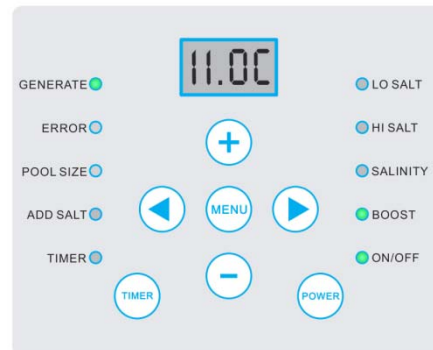 11.0C
GENERATE
LO SALT
ERROR
+
HI SALT
POOL SIZE
MENU
SALINITY
ADD SALT
BOOST
TIMER
−
ON/OFF
TIMER
POWER